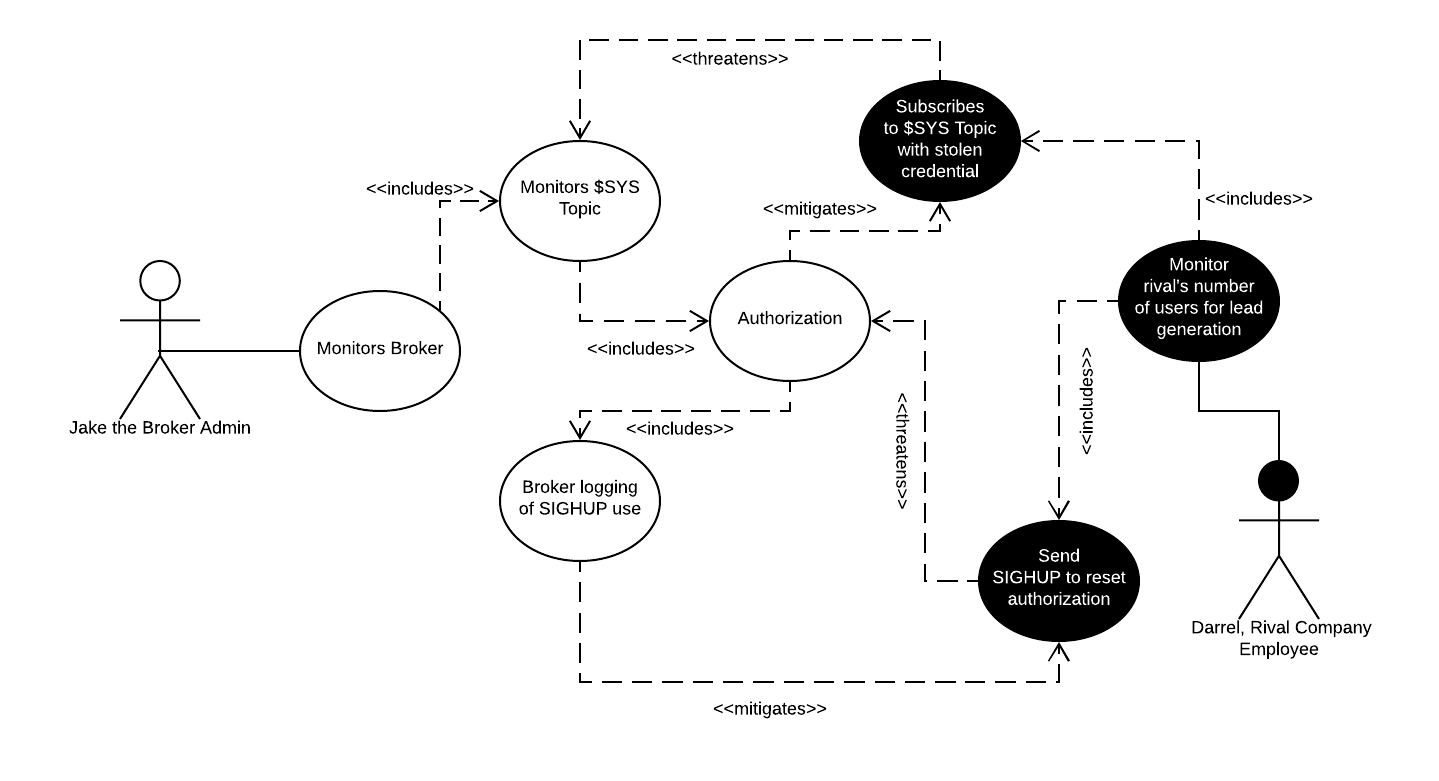 <<threatens>>
Subscribes
to $SYS Topic
with stolen
credential
<<includes>>
Monitors $SYS
Topic
<<mitigates>>
<<includes>>
Monitor
rival's number
of users for lead
generation
Authorization
Monitors Broker
<<includes>>
<<includes>>
Jake the Broker Admin
<<includes>>
<<threatens>>
Broker logging
of SIGHUP use
Send
SIGHUP to reset
authorization
Darrel, Rival Company
Employee
<<mitigates>>